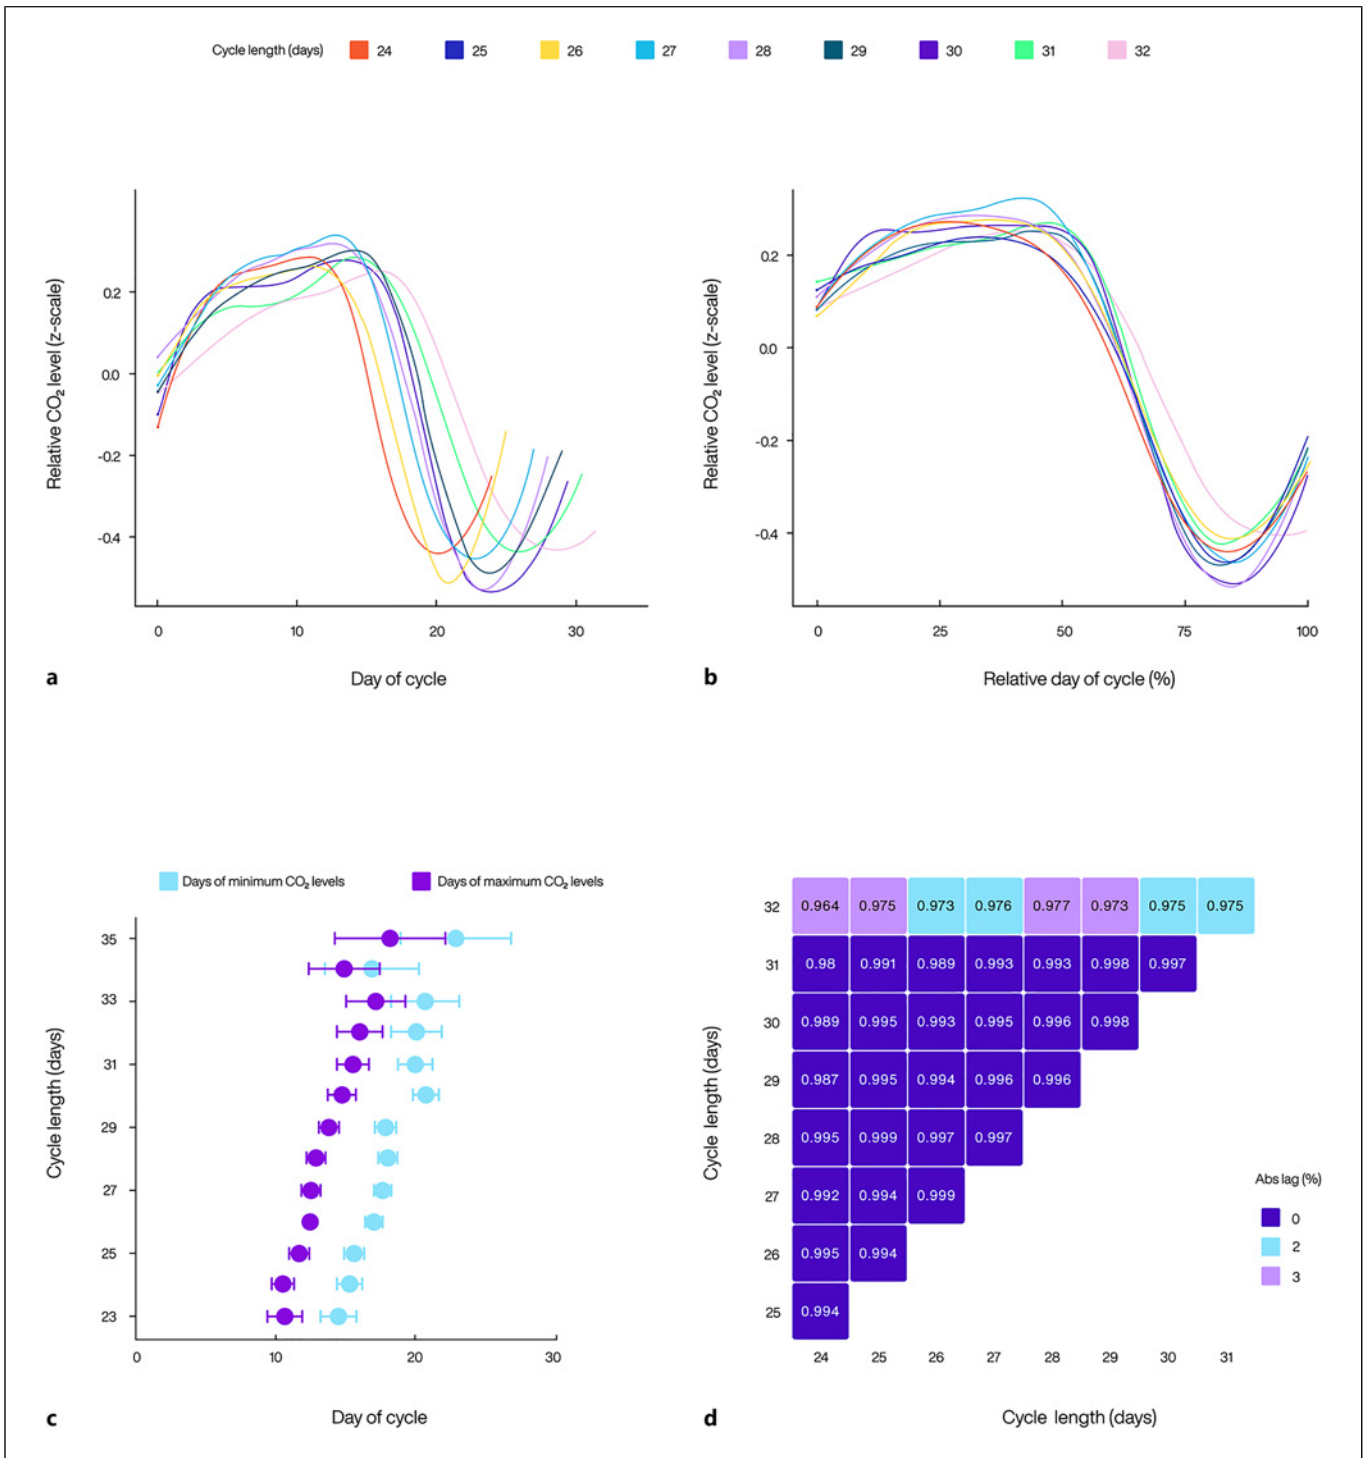 Cycle length (days) 24 25 26 27 28 29 30 31 32
Relative CO₂ level (z-scale)
0.2
0.0
-0.2
-0.4
0 10 20 30
Day of cycle
a
Relative CO₂ level (z-scale)
0.2
0.0
-0.2
-0.4
0 25 50 75 100
Relative day of cycle (%)
b
Days of minimum CO₂ levels Days of maximum CO₂ levels
Cycle length (days)
35
33
31
29
27
25
23
0 10 20 30
Day of cycle
c
Cycle length (days)
32 0.964 0.975 0.973 0.976 0.977 0.973 0.975 0.975
31 0.98 0.991 0.989 0.993 0.993 0.998 0.997
30 0.989 0.995 0.993 0.995 0.996 0.998
29 0.987 0.995 0.994 0.996 0.996
28 0.995 0.999 0.997 0.997
27 0.992 0.994 0.999
26 0.995 0.994
25 0.994
24 25 26 27 28 29 30 31
Cycle length (days)
Abs lag (%)
0
2
3
d